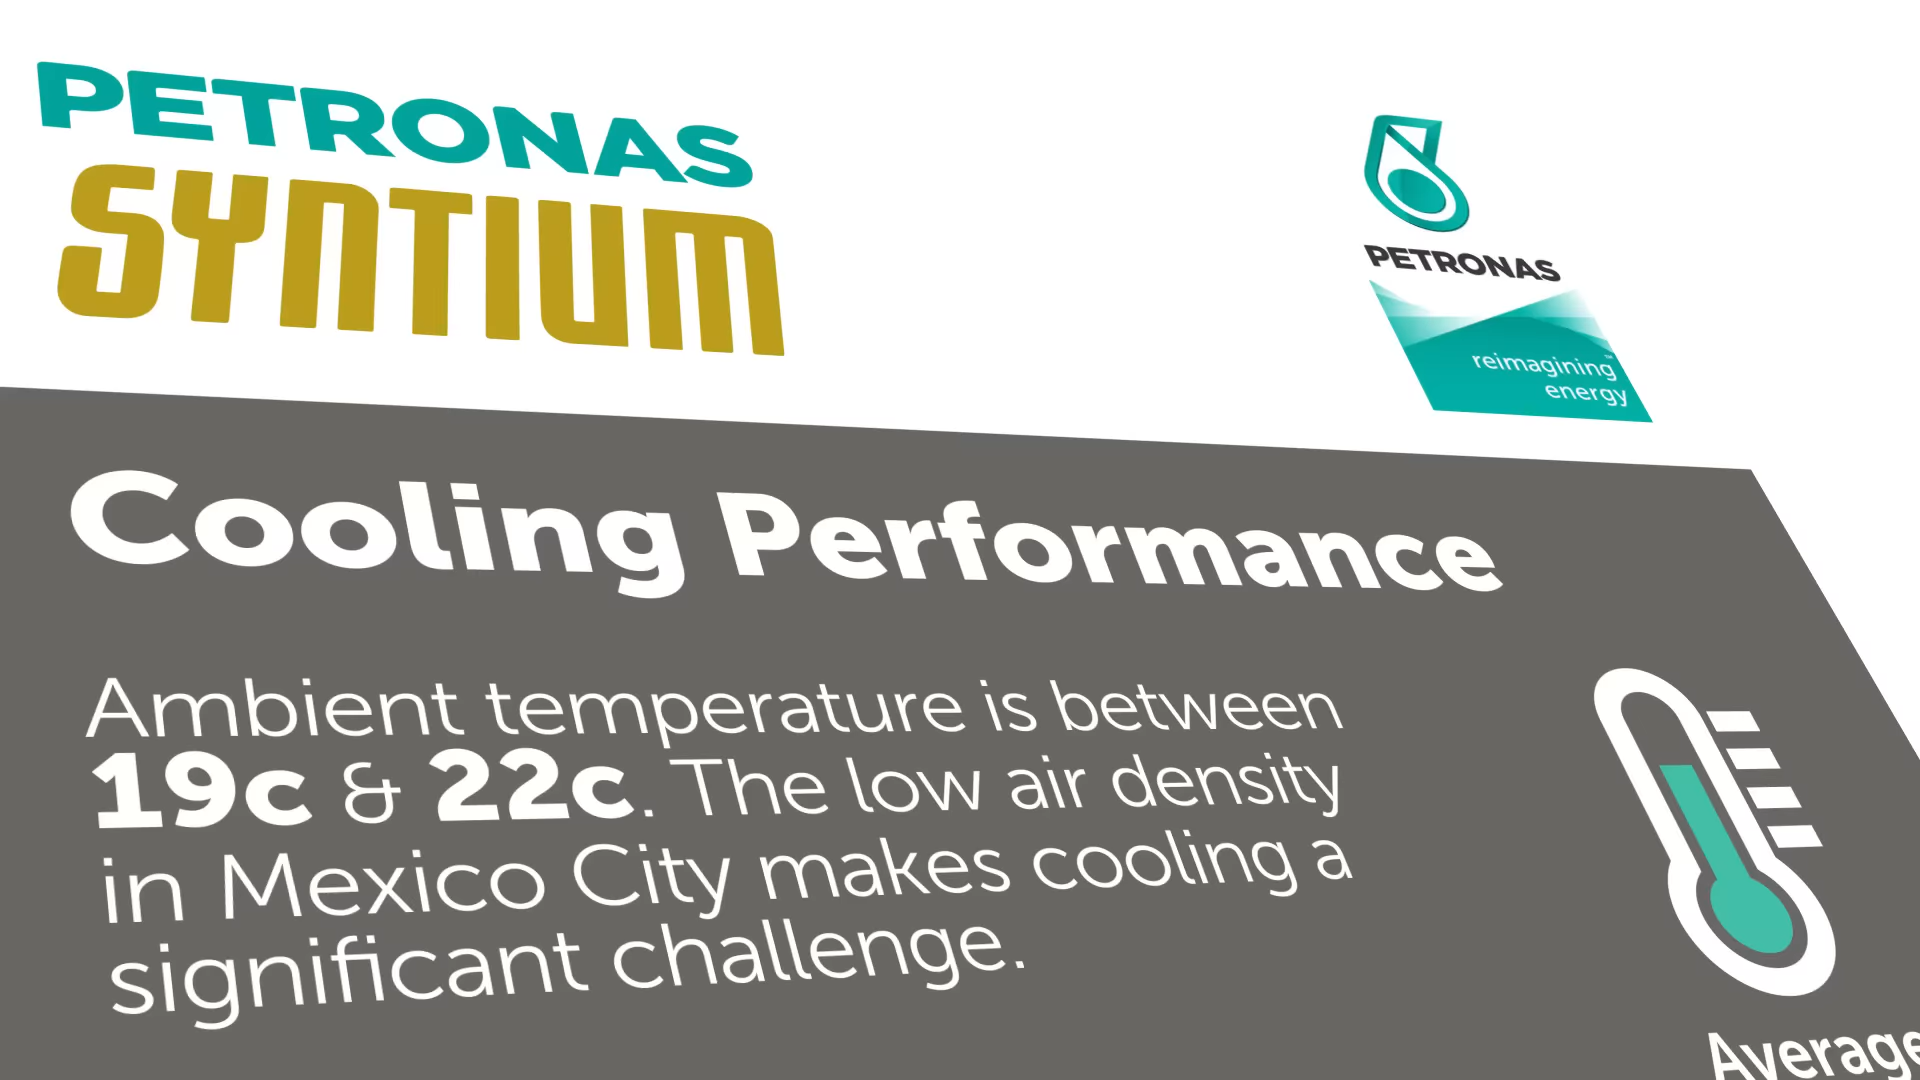 PETRONAS
SYNTIUM
PETRONAS
reimagining™
energy
Cooling Performance
Ambient temperature is between
19c & 22c. The low air density
in Mexico City makes cooling a
significant challenge.
Average